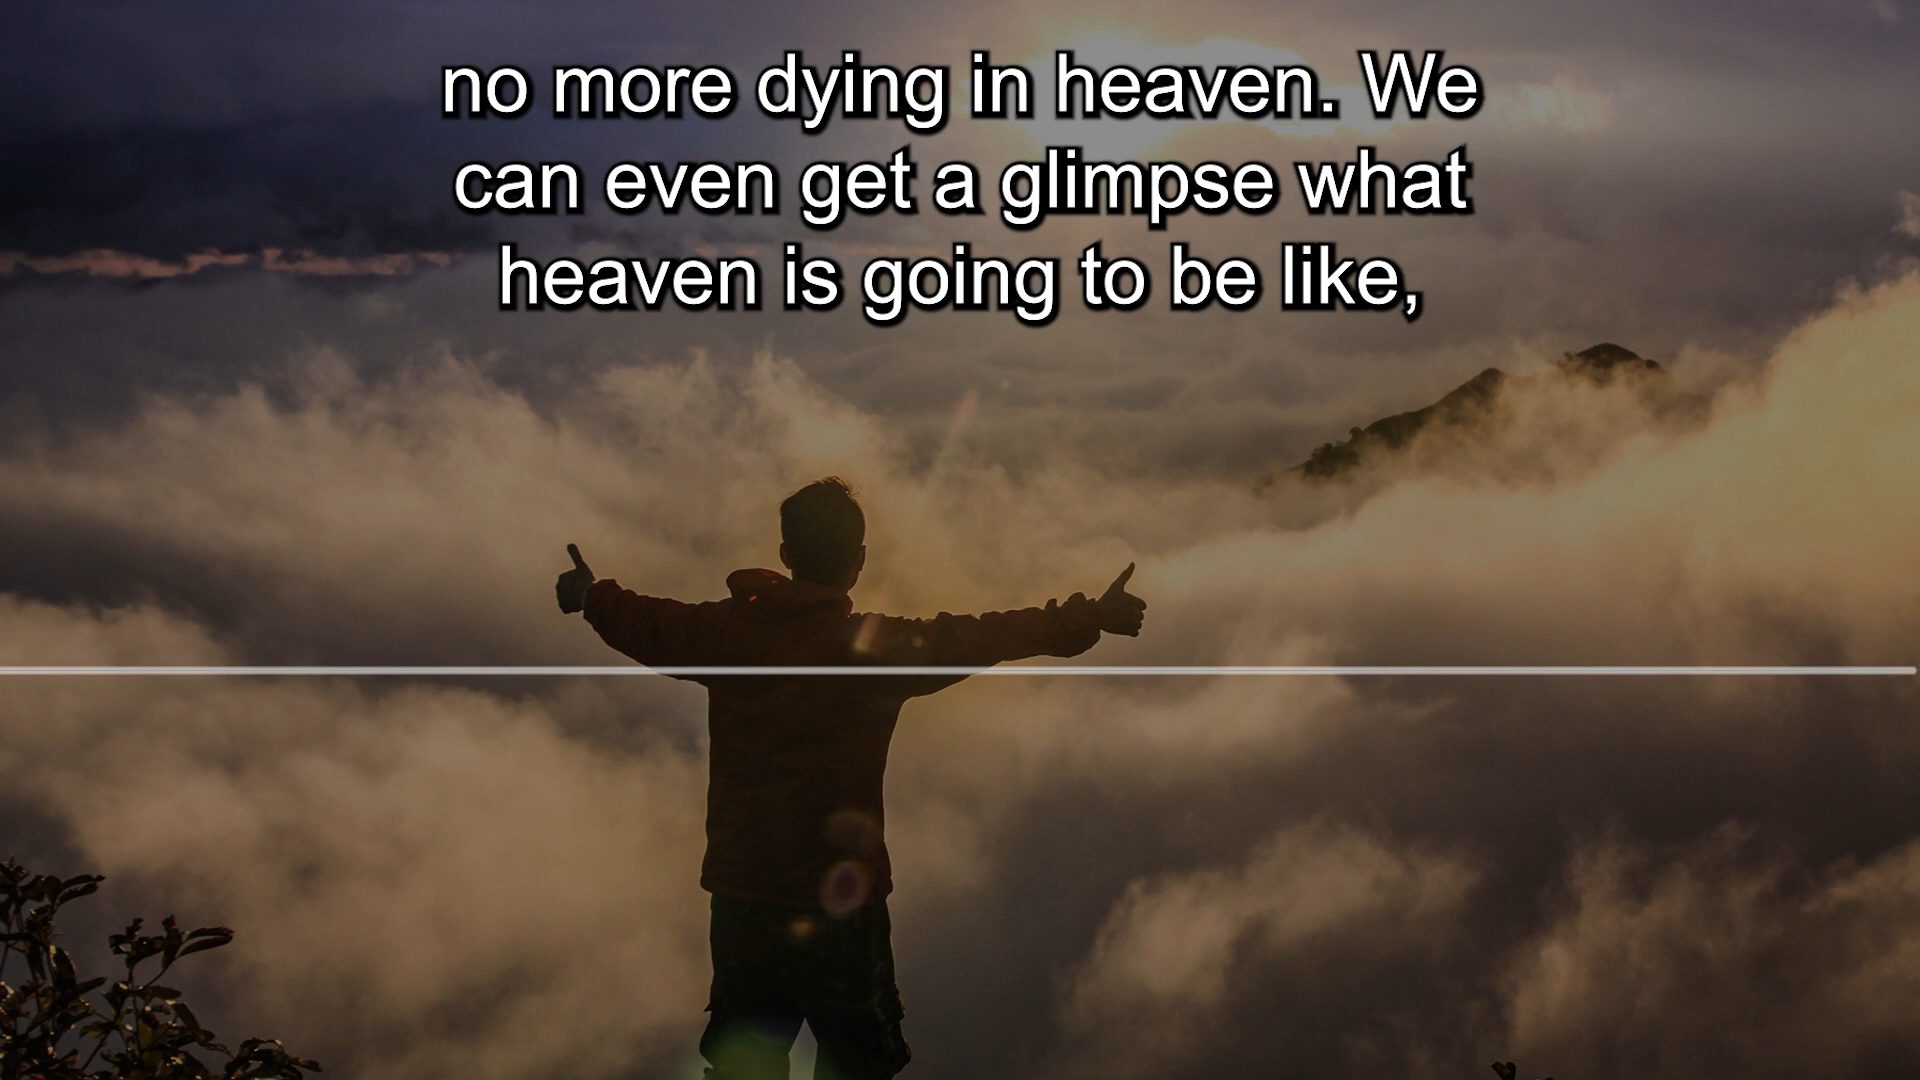 no more dying in heaven. We
can even get a glimpse what
heaven is going to be like,